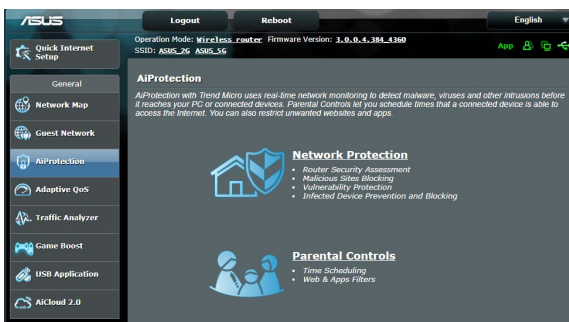 ASUS
Logout
Reboot
English
Operation Mode: Wireless router Firmware Version: 3.0.0.4.384_4360
SSID: ASUS_2G ASUS_5G
App
Quick Internet
Setup
General
Network Map
Guest Network
AiProtection
Adaptive QoS
Traffic Analyzer
Game Boost
USB Application
AiCloud 2.0
AiProtection
AiProtection with Trend Micro uses real-time network monitoring to detect malware, viruses and other intrusions before
it reaches your PC or connected devices. Parental Controls let you schedule times that a connected device is able to
access the Internet. You can also restrict unwanted websites and apps.
Network Protection
• Router Security Assessment
• Malicious Sites Blocking
• Vulnerability Protection
• Infected Device Prevention and Blocking
Parental Controls
• Time Scheduling
• Web & Apps Filters